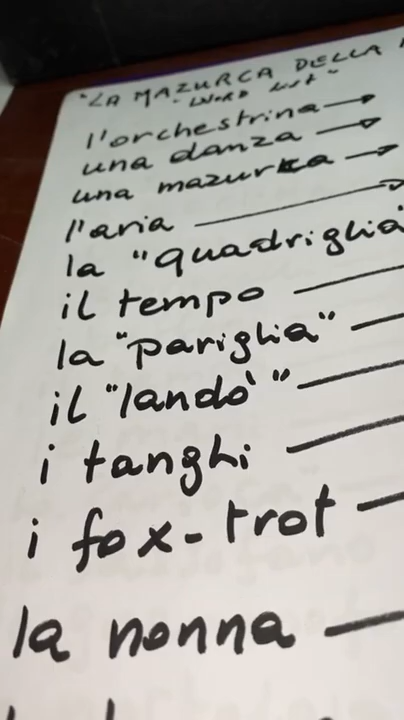 "LA MAZURCA DELLA
- WORD LIST -
l'orchestrina
una danza
una mazurka
l'aria
la "quadriglia
il tempo
la "pariglia"
il "landò"
i tanghi
i fox-trot
la nonna